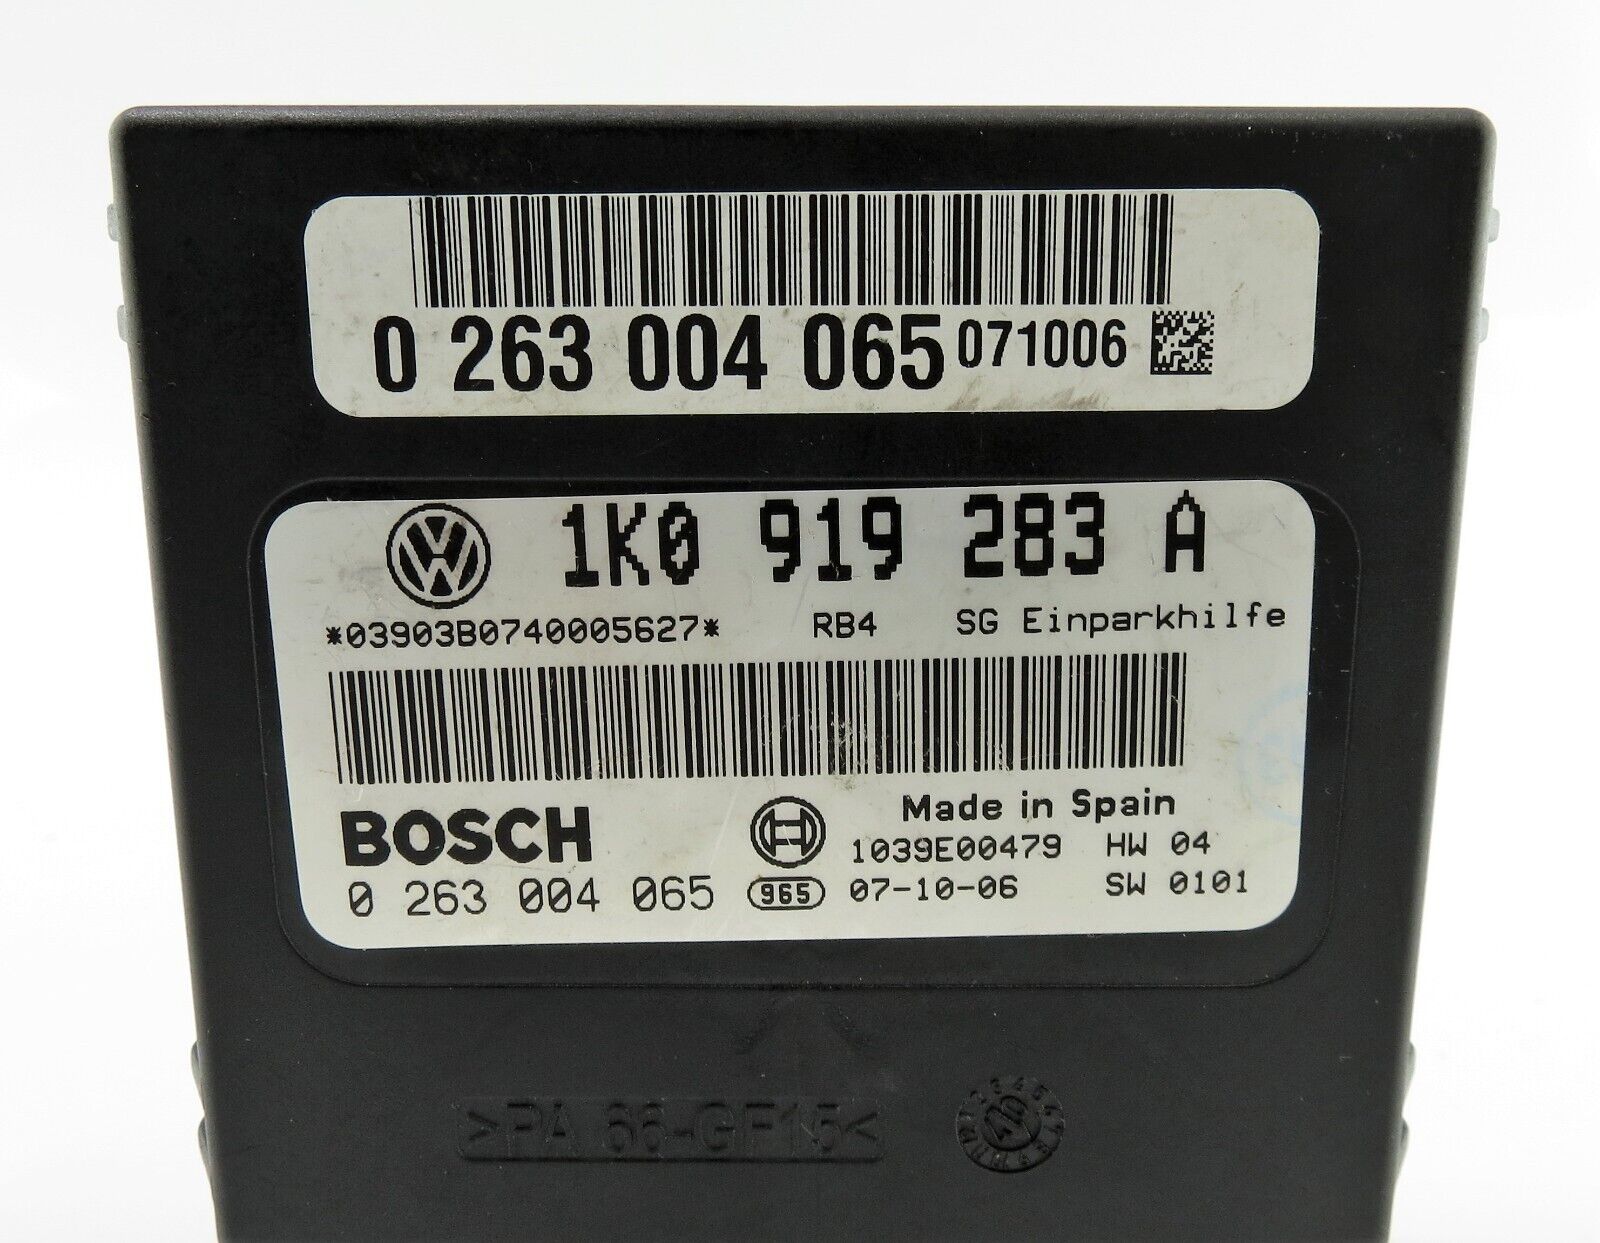 0 263 004 065 071006
1K0 919 283 A
*03903B0740005627* RB4 SG Einparkhilfe
BOSCH Made in Spain
1039E00479 HW 04
0 263 004 065 965 07-10-06 SW 0101
>PA 66-GF15<